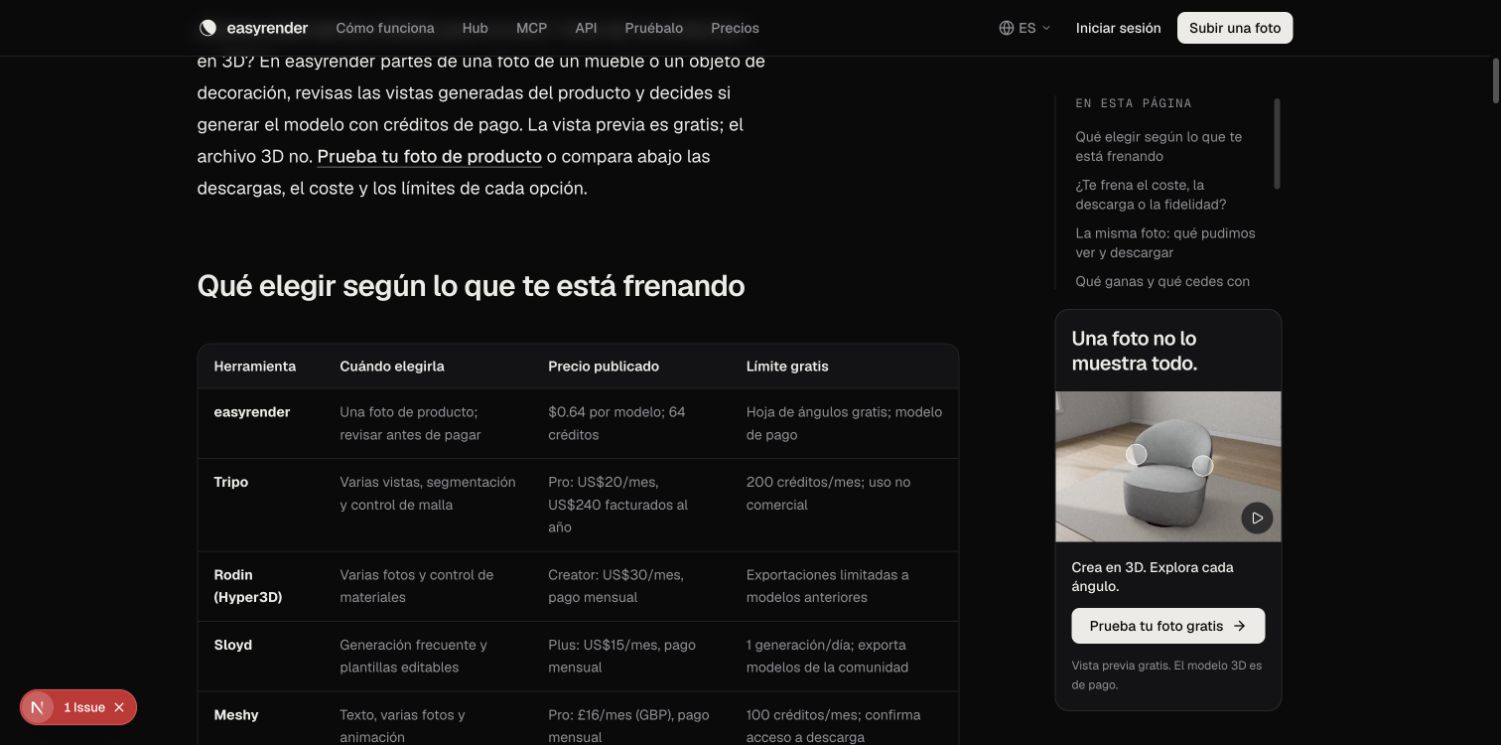 easyrender Cómo funciona Hub MCP API Pruébalo Precios ES Iniciar sesión Subir una foto
en 3D? En easyrender partes de una foto de un mueble o un objeto de
decoración, revisas las vistas generadas del producto y decides si
generar el modelo con créditos de pago. La vista previa es gratis; el
archivo 3D no. Prueba tu foto de producto o compara abajo las
descargas, el coste y los límites de cada opción.
Qué elegir según lo que te está frenando
Herramienta Cuándo elegirla Precio publicado Límite gratis
easyrender Una foto de producto; $0.64 por modelo; 64 Hoja de ángulos gratis; modelo
revisar antes de pagar créditos de pago
Tripo Varias vistas, segmentación Pro: US$20/mes, 200 créditos/mes; uso no
y control de malla US$240 facturados al comercial
año
Rodin Varias fotos y control de Creator: US$30/mes, Exportaciones limitadas a
(Hyper3D) materiales pago mensual modelos anteriores
Sloyd Generación frecuente y Plus: US$15/mes, pago 1 generación/día; exporta
plantillas editables mensual modelos de la comunidad
Meshy Texto, varias fotos y Pro: £16/mes (GBP), pago 100 créditos/mes; confirma
animación mensual acceso a descarga
EN ESTA PÁGINA
Qué elegir según lo que te
está frenando
¿Te frena el coste, la
descarga o la fidelidad?
La misma foto: qué pudimos
ver y descargar
Qué ganas y qué cedes con
Una foto no lo
muestra todo.
Crea en 3D. Explora cada
ángulo.
Prueba tu foto gratis →
Vista previa gratis. El modelo 3D es
de pago.
N 1 Issue ×